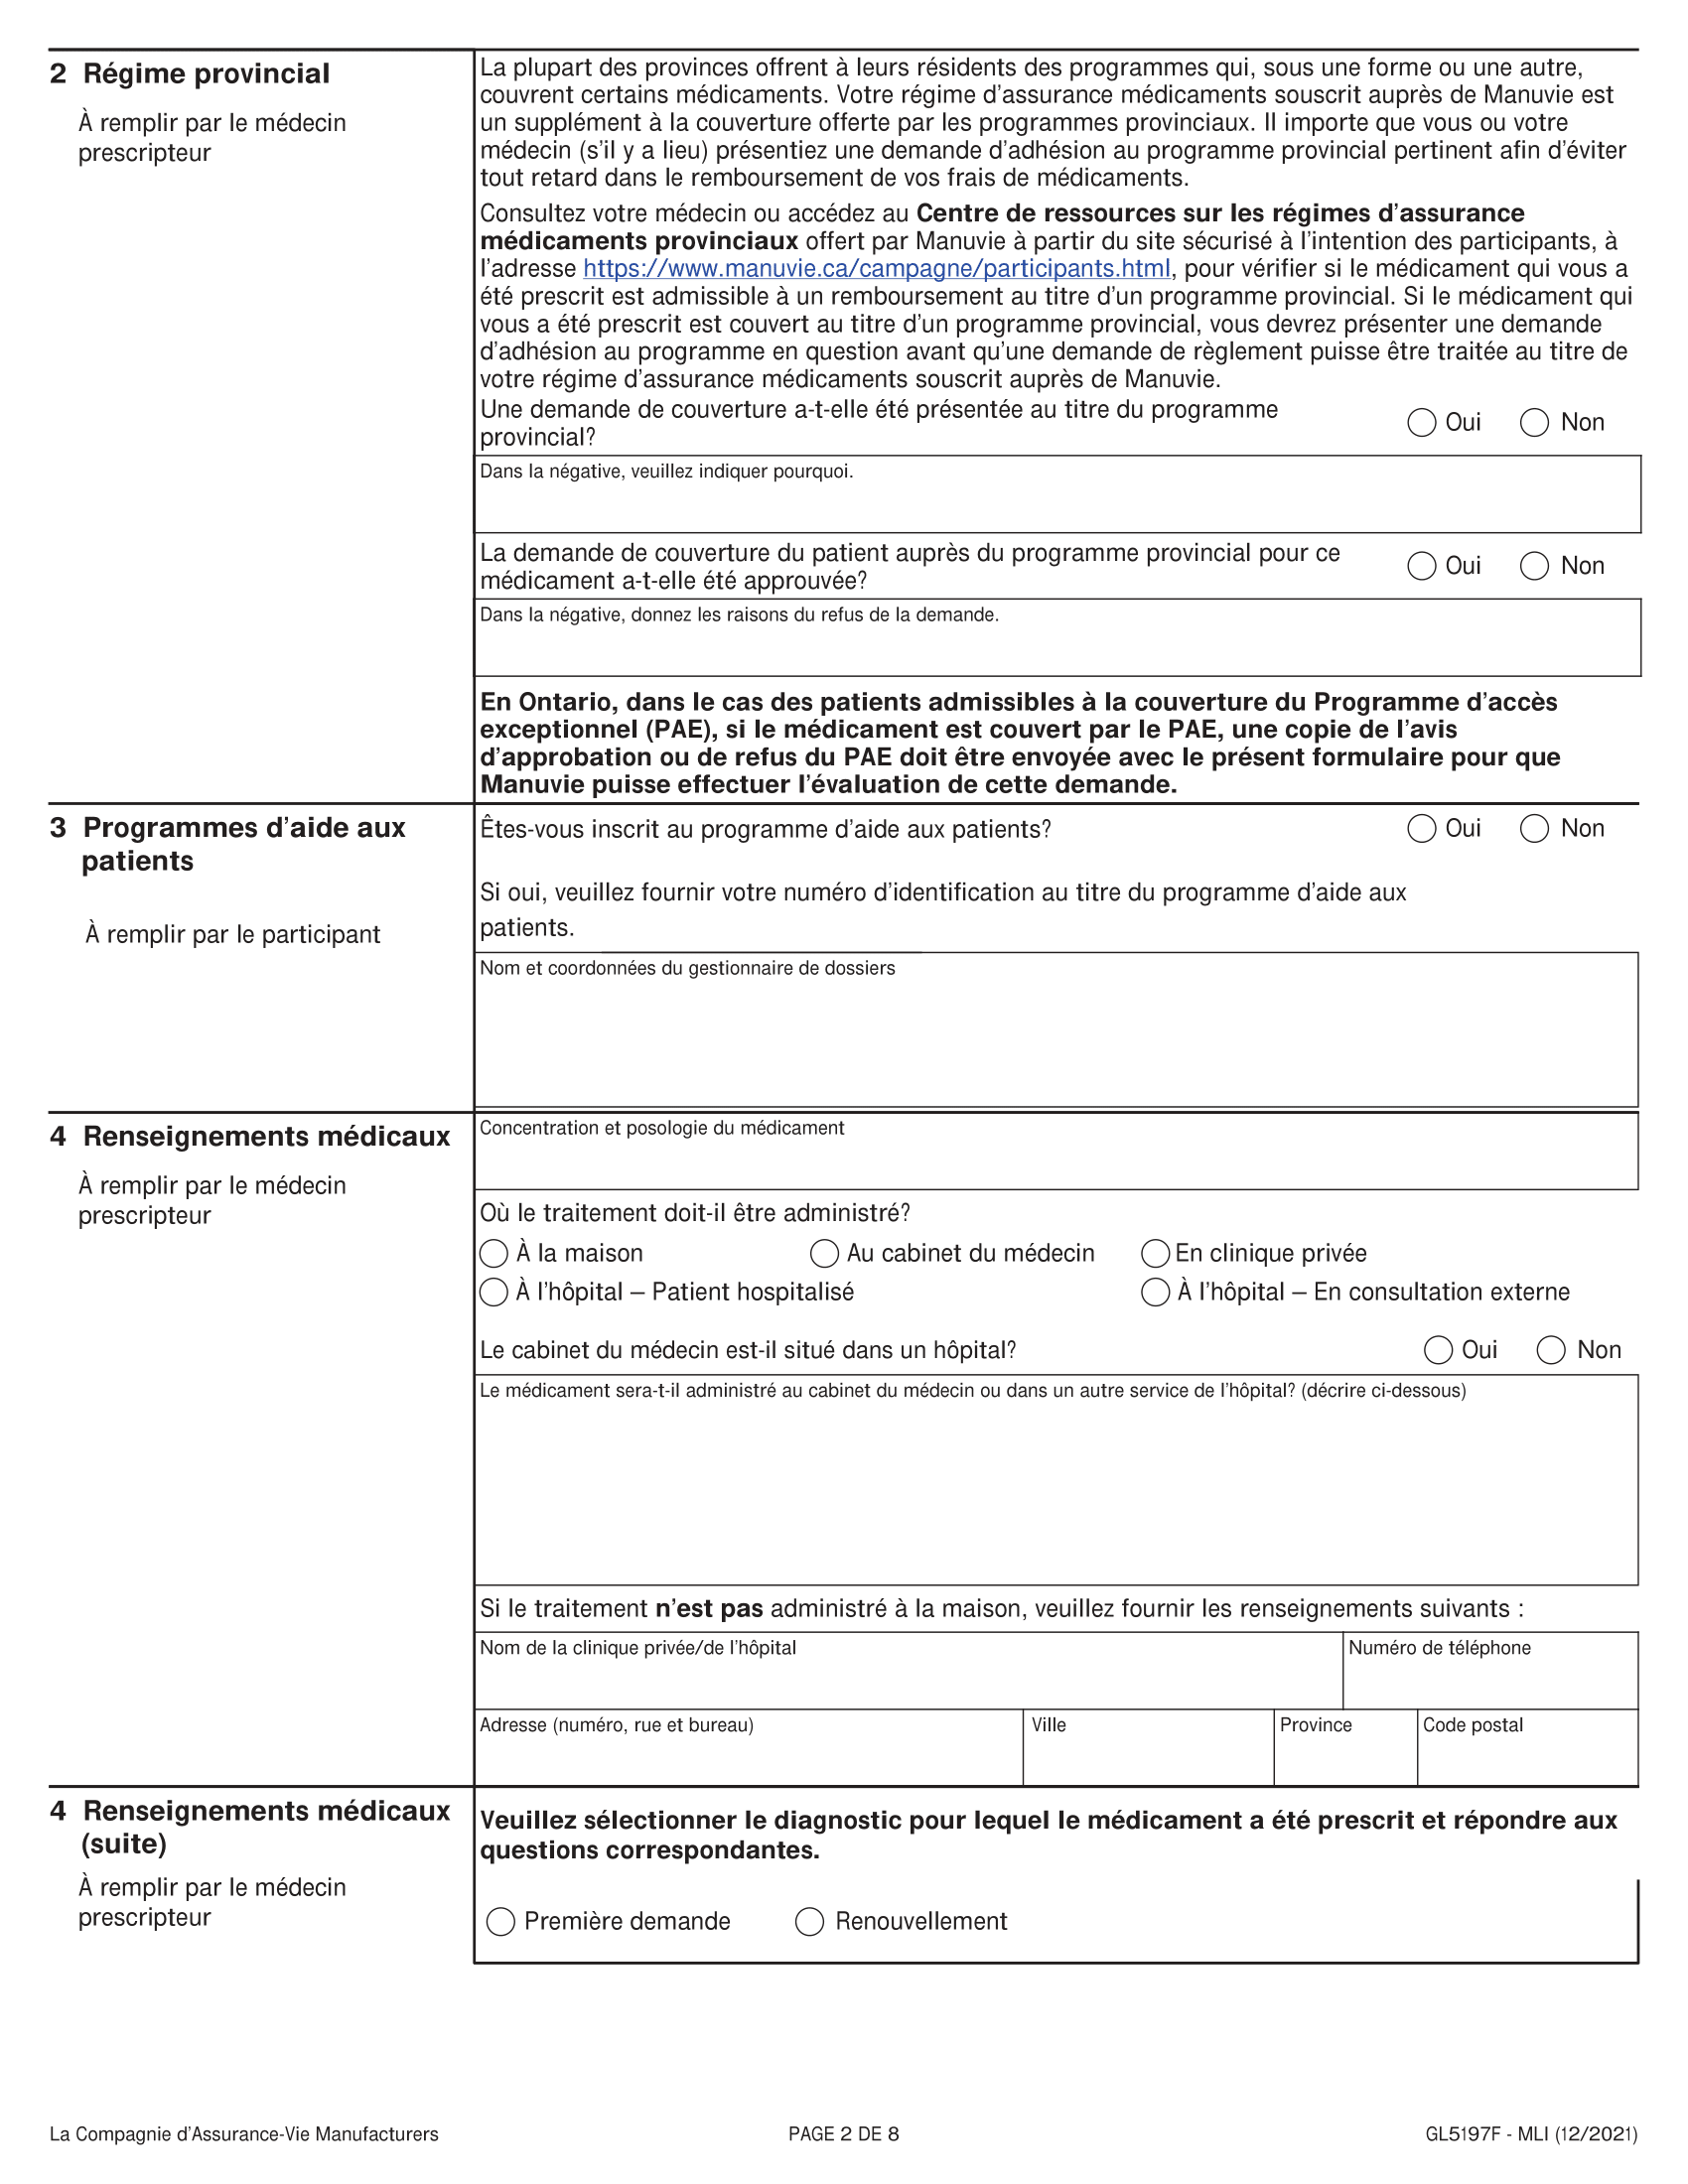 2 Régime provincial
À remplir par le médecin
prescripteur
La plupart des provinces offrent à leurs résidents des programmes qui, sous une forme ou une autre,
couvrent certains médicaments. Votre régime d’assurance médicaments souscrit auprès de Manuvie est
un supplément à la couverture offerte par les programmes provinciaux. Il importe que vous ou votre
médecin (s’il y a lieu) présentiez une demande d’adhésion au programme provincial pertinent afin d’éviter
tout retard dans le remboursement de vos frais de médicaments.
Consultez votre médecin ou accédez au Centre de ressources sur les régimes d’assurance
médicaments provinciaux offert par Manuvie à partir du site sécurisé à l’intention des participants, à
l’adresse https://www.manuvie.ca/campagne/participants.html, pour vérifier si le médicament qui vous a
été prescrit est admissible à un remboursement au titre d’un programme provincial. Si le médicament qui
vous a été prescrit est couvert au titre d’un programme provincial, vous devrez présenter une demande
d’adhésion au programme en question avant qu’une demande de règlement puisse être traitée au titre de
votre régime d’assurance médicaments souscrit auprès de Manuvie.
Une demande de couverture a-t-elle été présentée au titre du programme
provincial?
Oui Non
Dans la négative, veuillez indiquer pourquoi.
La demande de couverture du patient auprès du programme provincial pour ce
médicament a-t-elle été approuvée?
Oui Non
Dans la négative, donnez les raisons du refus de la demande.
En Ontario, dans le cas des patients admissibles à la couverture du Programme d’accès
exceptionnel (PAE), si le médicament est couvert par le PAE, une copie de l’avis
d’approbation ou de refus du PAE doit être envoyée avec le présent formulaire pour que
Manuvie puisse effectuer l’évaluation de cette demande.
3 Programmes d’aide aux
patients
À remplir par le participant
Êtes-vous inscrit au programme d’aide aux patients? Oui Non
Si oui, veuillez fournir votre numéro d’identification au titre du programme d’aide aux
patients.
Nom et coordonnées du gestionnaire de dossiers
4 Renseignements médicaux
À remplir par le médecin
prescripteur
Concentration et posologie du médicament
Où le traitement doit-il être administré?
À la maison Au cabinet du médecin En clinique privée
À l’hôpital – Patient hospitalisé À l’hôpital – En consultation externe
Le cabinet du médecin est-il situé dans un hôpital? Oui Non
Le médicament sera-t-il administré au cabinet du médecin ou dans un autre service de l’hôpital? (décrire ci-dessous)
Si le traitement n’est pas administré à la maison, veuillez fournir les renseignements suivants :
Nom de la clinique privée/de l’hôpital Numéro de téléphone
Adresse (numéro, rue et bureau) Ville Province Code postal
4 Renseignements médicaux
(suite)
À remplir par le médecin
prescripteur
Veuillez sélectionner le diagnostic pour lequel le médicament a été prescrit et répondre aux
questions correspondantes.
Première demande Renouvellement
La Compagnie d’Assurance-Vie Manufacturers PAGE 2 DE 8 GL5197F - MLI (12/2021)